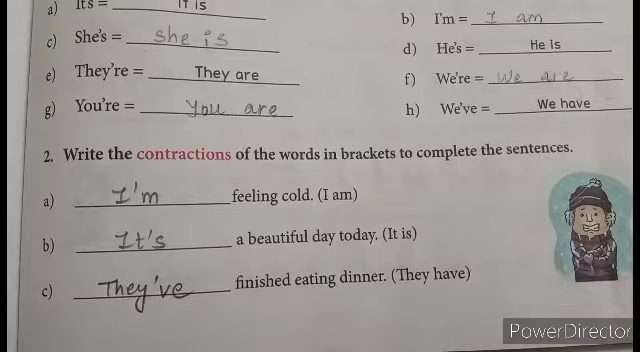 a) It's = It is
b) I'm = I am
c) She's = she is
d) He's = He is
e) They're = They are
f) We're = We are
g) You're = You are
h) We've = We have
2. Write the contractions of the words in brackets to complete the sentences.
a) I'm feeling cold. (I am)
b) It's a beautiful day today. (It is)
c) They've finished eating dinner. (They have)
PowerDirector